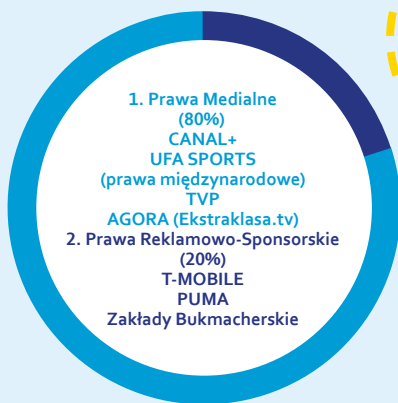 1. Prawa Medialne
(80%)
CANAL+
UFA SPORTS
(prawa międzynarodowe)
TVP
AGORA (Ekstraklasa.tv)
2. Prawa Reklamowo-Sponsorskie
(20%)
T-MOBILE
PUMA
Zakłady Bukmacherskie